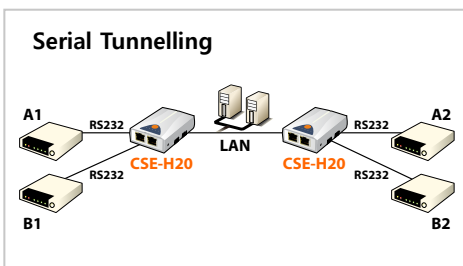 Serial Tunnelling
A1
A2
RS232
RS232
LAN
CSE-H20
CSE-H20
RS232
RS232
B1
B2